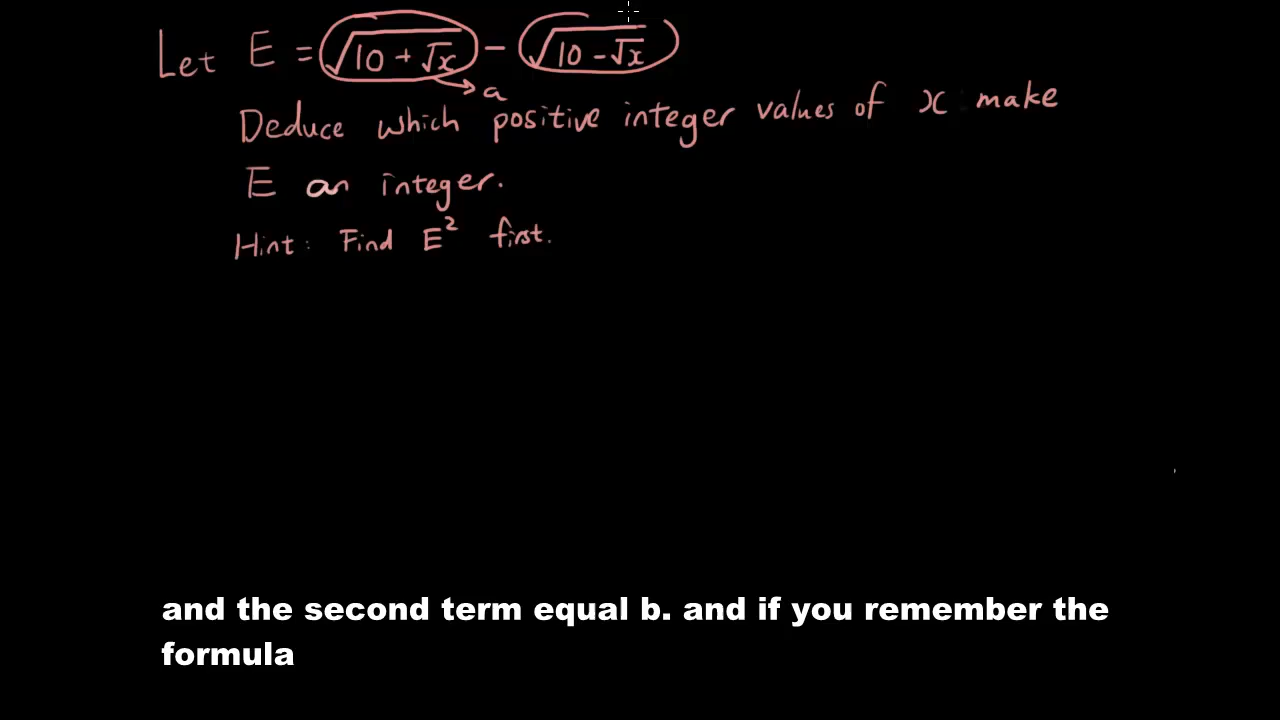 Let E = √(10 + √x) - √(10 - √x)
a
Deduce which positive integer values of x make
E an integer.
Hint: Find E² first.
and the second term equal b. and if you remember the
formula